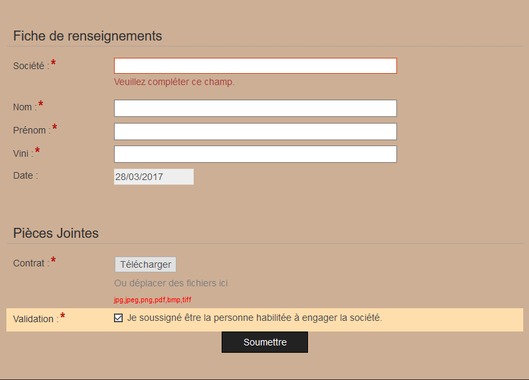 Fiche de renseignements
Société : *
Veuillez compléter ce champ
Nom : *
Prénom : *
Vini : *
Date : 28/03/2017
Pièces Jointes
Contrat : * Télécharger
Ou déplacer des fichiers ici
jpg,jpeg,png,pdf,bmp,tiff
Validation : * Je soussigné être la personne habilitée à engager la société.
Soumettre